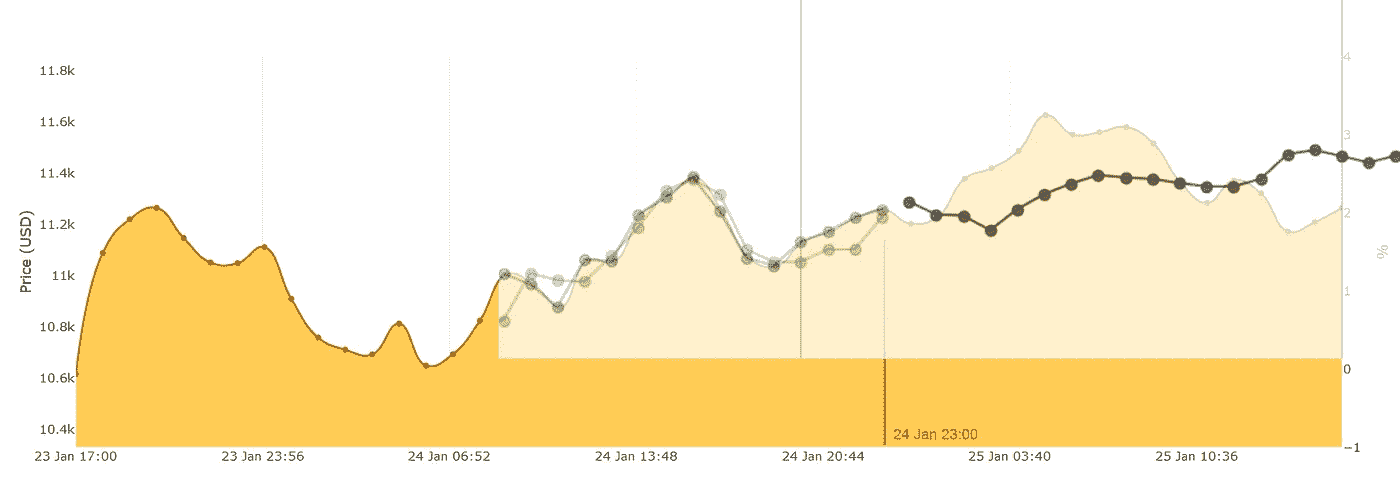 11.8k
11.6k
11.4k
11.2k
11k
10.8k
10.6k
10.4k
Price (USD)
4
3
2
1
0
−1
%
24 Jan 23:00
23 Jan 17:00
23 Jan 23:56
24 Jan 06:52
24 Jan 13:48
24 Jan 20:44
25 Jan 03:40
25 Jan 10:36